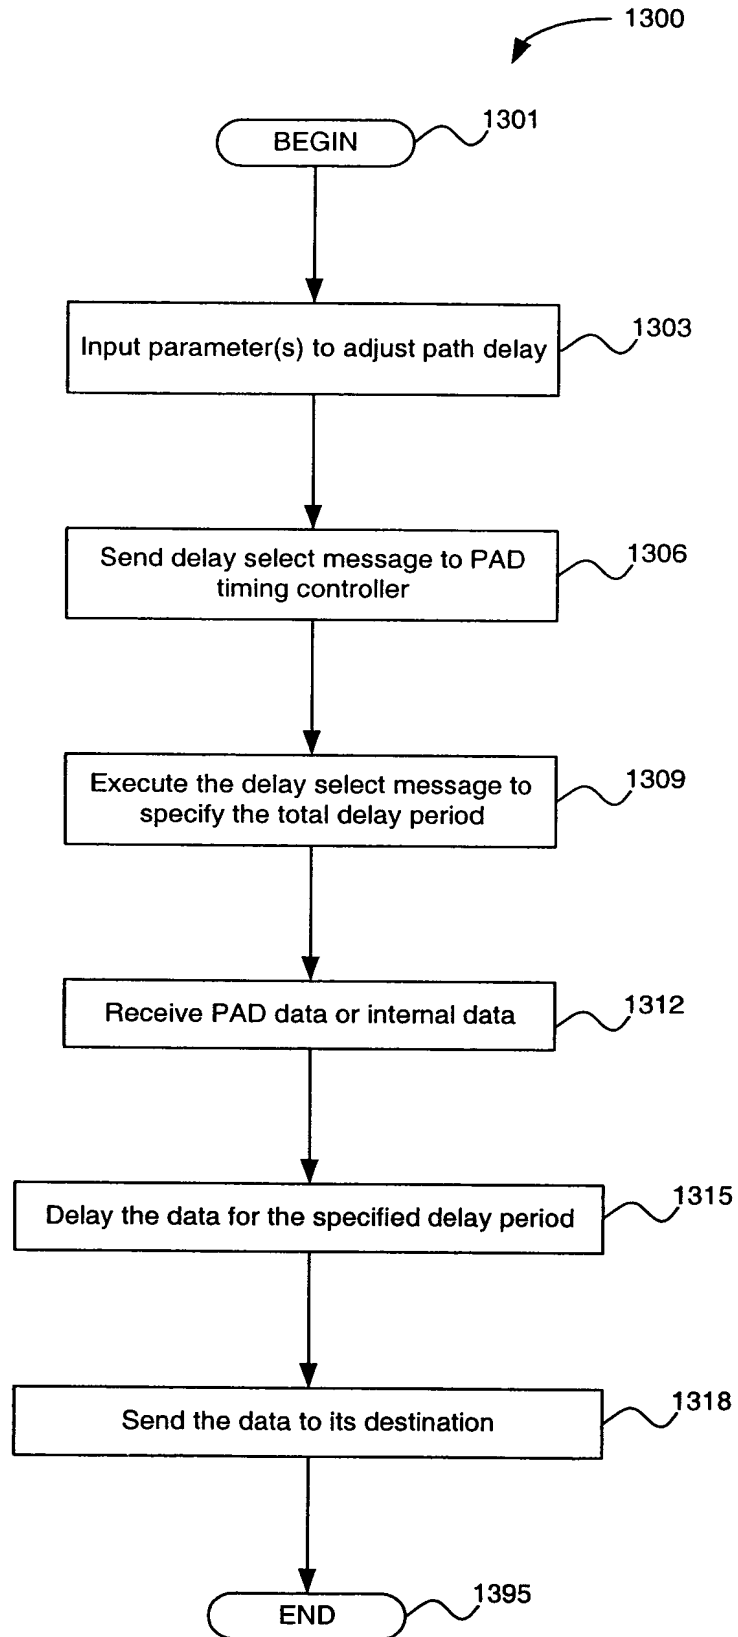 1300
BEGIN
1301
Input parameter(s) to adjust path delay
1303
Send delay select message to PAD
timing controller
1306
Execute the delay select message to
specify the total delay period
1309
Receive PAD data or internal data
1312
Delay the data for the specified delay period
1315
Send the data to its destination
1318
END
1395